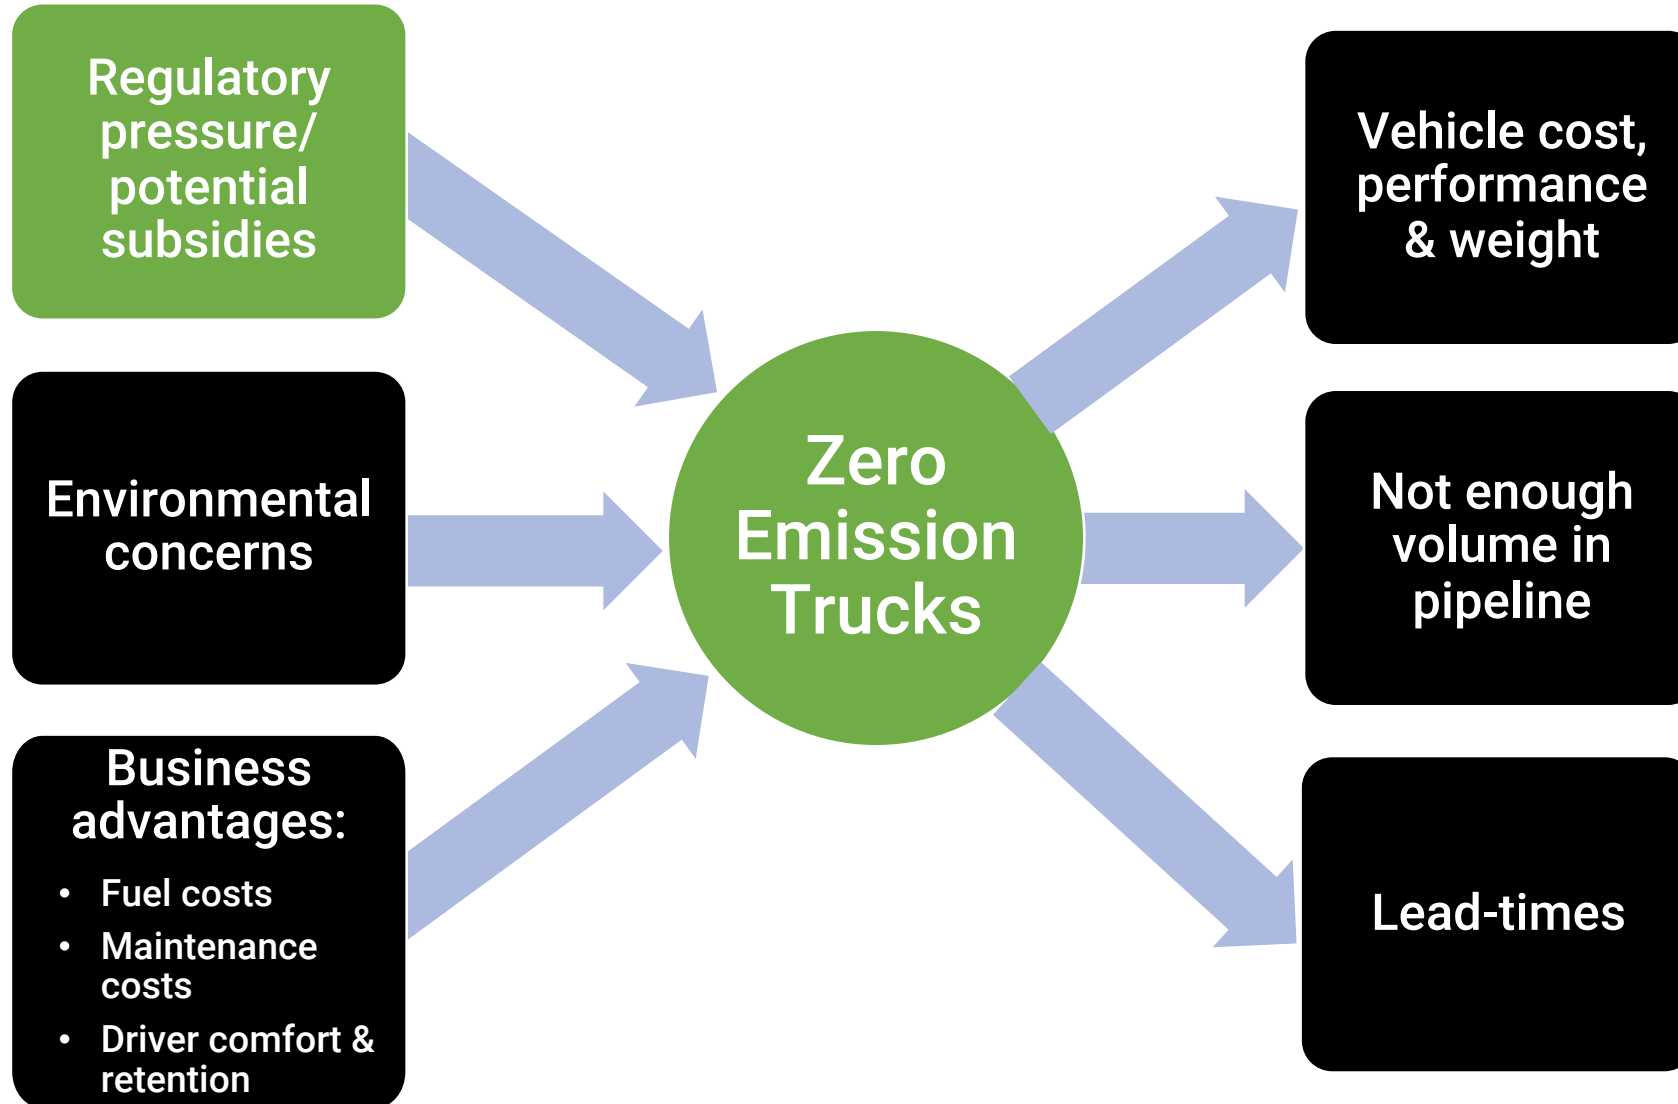 Regulatory
pressure/
potential
subsidies
Environmental
concerns
Business
advantages:
• Fuel costs
• Maintenance
costs
• Driver comfort &
retention
Zero
Emission
Trucks
Vehicle cost,
performance
& weight
Not enough
volume in
pipeline
Lead-times